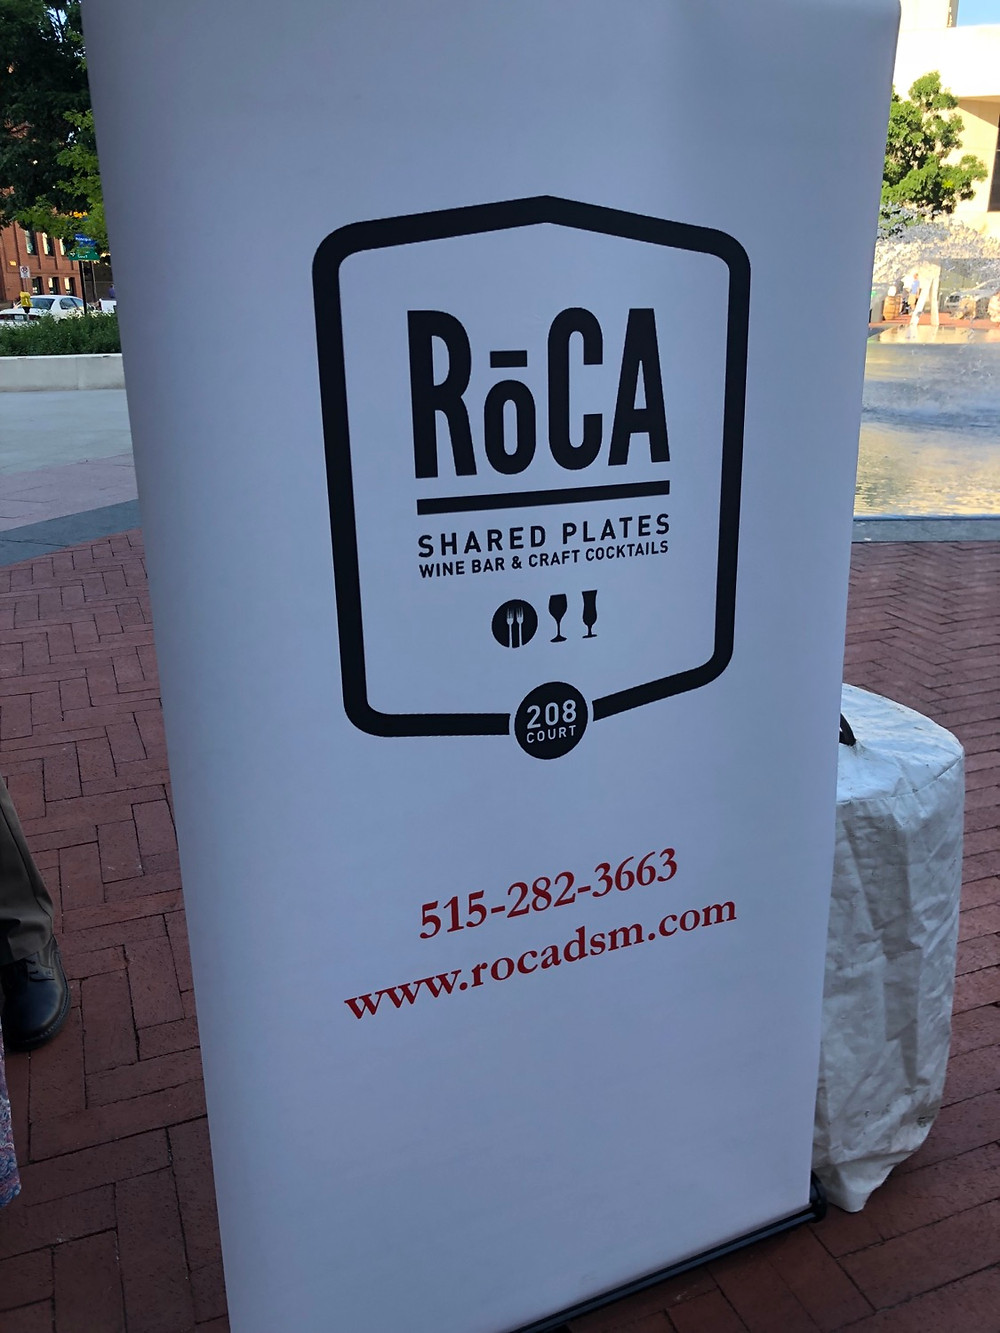 RōCA
SHARED PLATES
WINE BAR & CRAFT COCKTAILS
208
COURT
515-282-3663
www.rocadsm.com